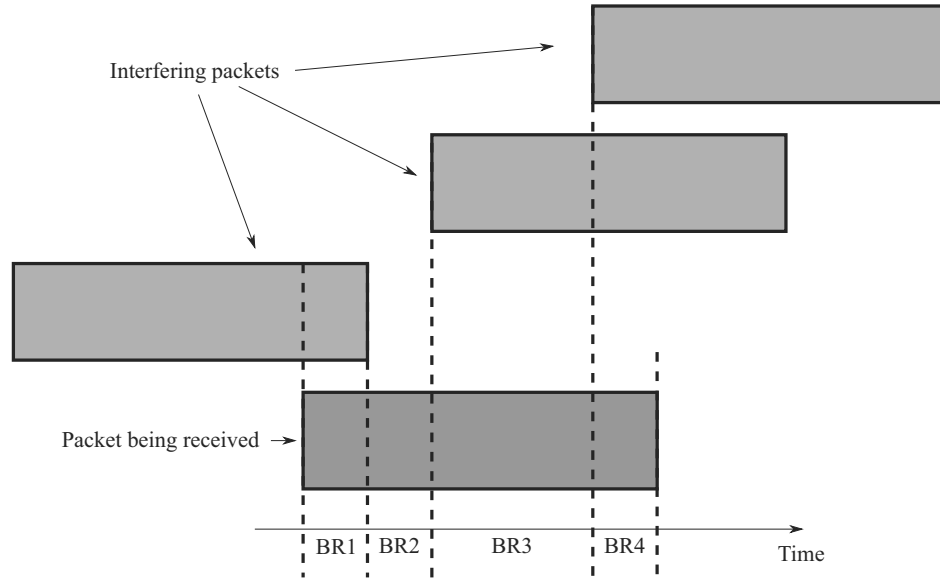 Interfering packets
Packet being received
BR1
BR2
BR3
BR4
Time